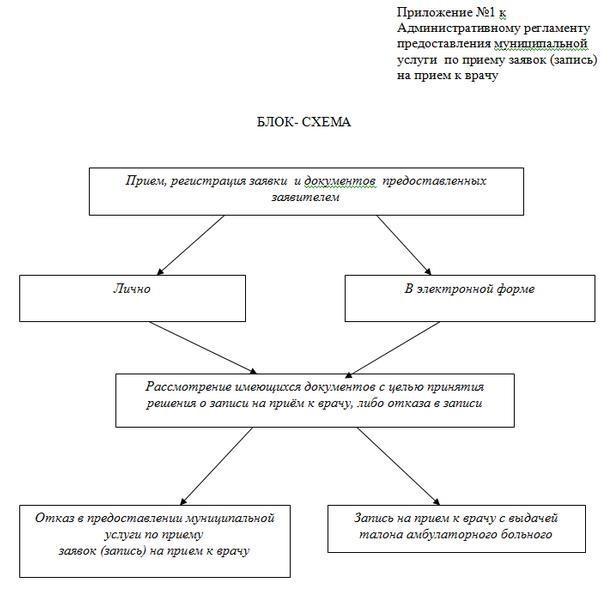 Приложение №1 к
Административному регламенту
предоставления муниципальной
услуги по приему заявок (запись)
на прием к врачу
БЛОК- СХЕМА
Прием, регистрация заявки и документов предоставленных
заявителем
Лично
В электронной форме
Рассмотрение имеющихся документов с целью принятия
решения о записи на приём к врачу, либо отказа в записи
Отказ в предоставлении муниципальной
услуги по приему
заявок (запись) на прием к врачу
Запись на прием к врачу с выдачей
талона амбулаторного больного